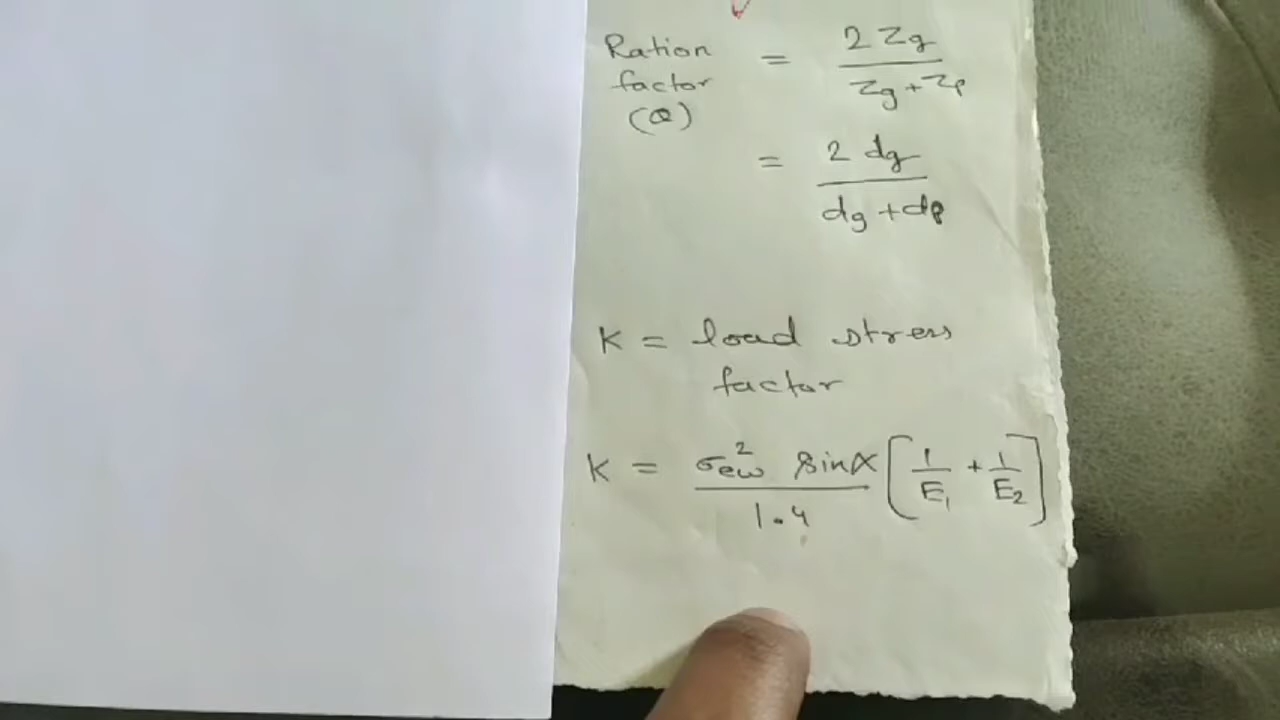 Ration = 2 Zg / Zg + Zp
factor
(Q)
= 2 dg / dg + dp
K = load stress
factor
K = σew² sinα / 1.4 [1/E₁ + 1/E₂]